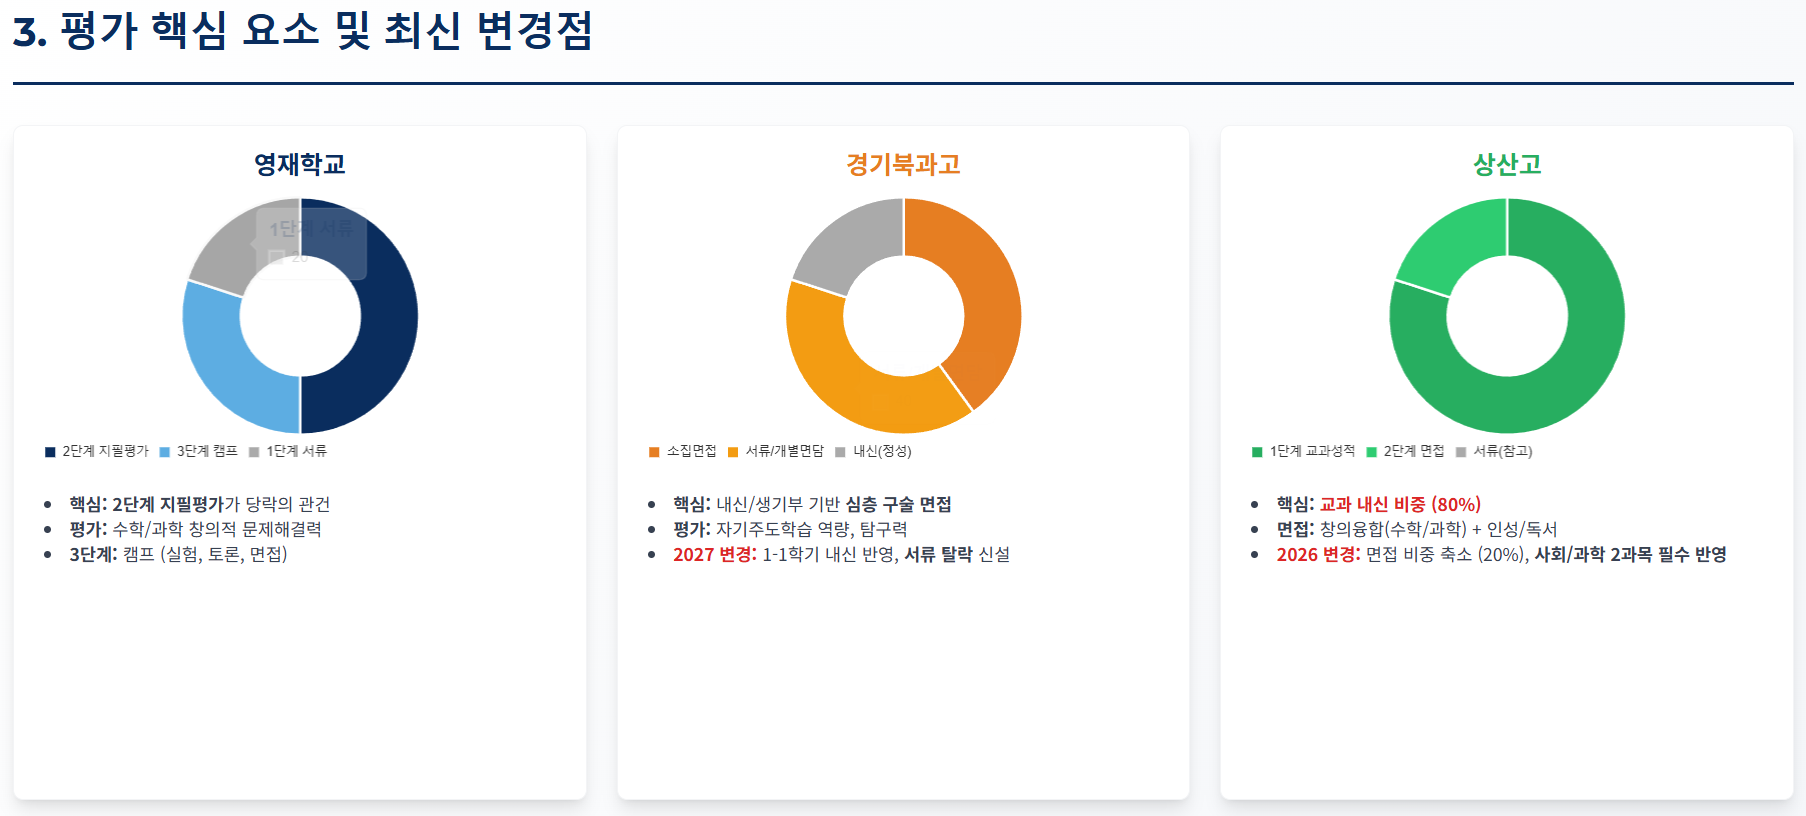 3. 평가 핵심 요소 및 최신 변경점
영재학교
1단계 서류
20
2단계 지필평가 3단계 캠프 1단계 서류
핵심: 2단계 지필평가가 당락의 관건
평가: 수학/과학 창의적 문제해결력
3단계: 캠프 (실험, 토론, 면접)
경기북과고
소집면접 서류/개별면담 내신(정성)
핵심: 내신/생기부 기반 심층 구술 면접
평가: 자기주도학습 역량, 탐구력
2027 변경: 1-1학기 내신 반영, 서류 탈락 신설
상산고
1단계 교과성적 2단계 면접 서류(참고)
핵심: 교과 내신 비중 (80%)
면접: 창의융합(수학/과학) + 인성/독서
2026 변경: 면접 비중 축소 (20%), 사회/과학 2과목 필수 반영